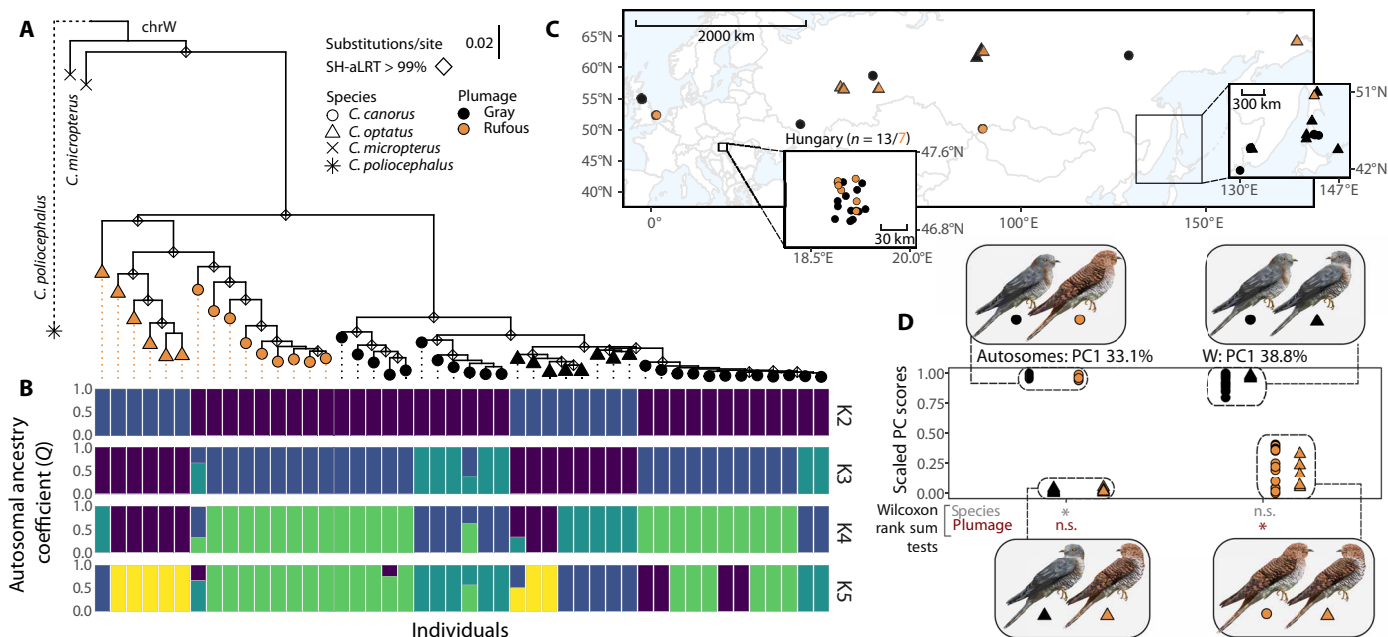 A
chrW
Substitutions/site 0.02
SH-aLRT > 99%
Species
C. canorus
C. optatus
C. micropterus
C. poliocephalus
Plumage
Gray
Rufous
C. micropterus
C. poliocephalus
B
Autosomal ancestry
coefficient (Q)
1.0
0.5
0.0
K2
1.0
0.5
0.0
K3
1.0
0.5
0.0
K4
1.0
0.5
0.0
K5
Individuals
C
2000 km
65°N
60°N
55°N
50°N
45°N
40°N
0°
100°E
150°E
Hungary (n = 13/7)
47.6°N
46.8°N
30 km
18.5°E
20.0°E
300 km
51°N
42°N
130°E
147°E
D
Autosomes: PC1 33.1%
W: PC1 38.8%
Scaled PC scores
1.00
0.75
0.50
0.25
0.00
Wilcoxon
rank sum
tests
Species
*
n.s.
Plumage
n.s.
*